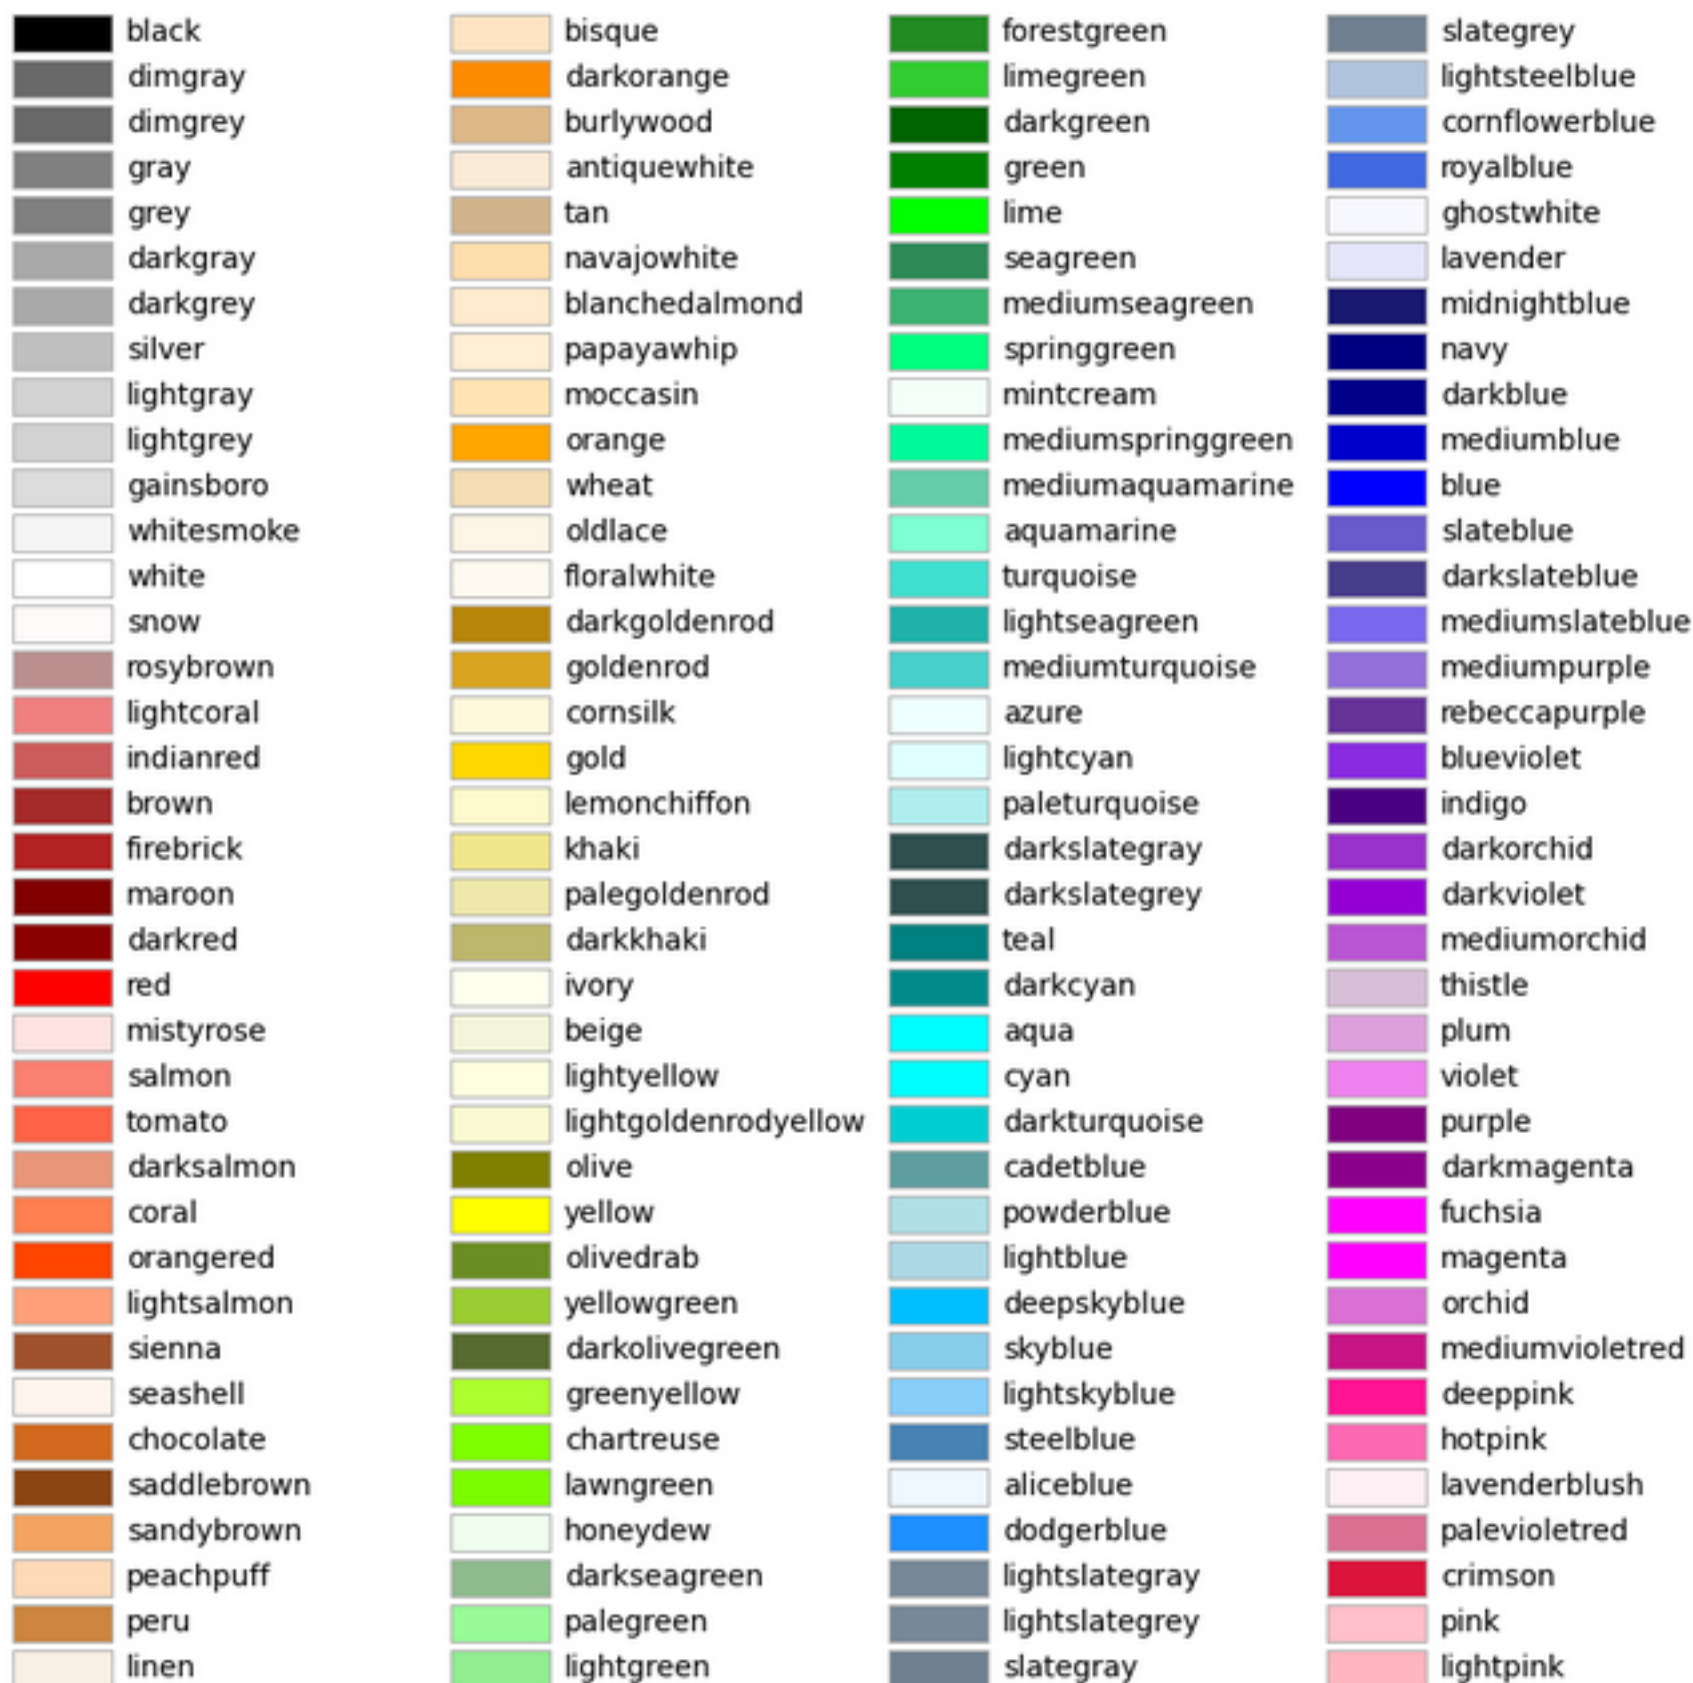 black
dimgray
dimgrey
gray
grey
darkgray
darkgrey
silver
lightgray
lightgrey
gainsboro
whitesmoke
white
snow
rosybrown
lightcoral
indianred
brown
firebrick
maroon
darkred
red
mistyrose
salmon
tomato
darksalmon
coral
orangered
lightsalmon
sienna
seashell
chocolate
saddlebrown
sandybrown
peachpuff
peru
linen
bisque
darkorange
burlywood
antiquewhite
tan
navajowhite
blanchedalmond
papayawhip
moccasin
orange
wheat
oldlace
floralwhite
darkgoldenrod
goldenrod
cornsilk
gold
lemonchiffon
khaki
palegoldenrod
darkkhaki
ivory
beige
lightyellow
lightgoldenrodyellow
olive
yellow
olivedrab
yellowgreen
darkolivegreen
greenyellow
chartreuse
lawngreen
honeydew
darkseagreen
palegreen
lightgreen
forestgreen
limegreen
darkgreen
green
lime
seagreen
mediumseagreen
springgreen
mintcream
mediumspringgreen
mediumaquamarine
aquamarine
turquoise
lightseagreen
mediumturquoise
azure
lightcyan
paleturquoise
darkslategray
darkslategrey
teal
darkcyan
aqua
cyan
darkturquoise
cadetblue
powderblue
lightblue
deepskyblue
skyblue
lightskyblue
steelblue
aliceblue
dodgerblue
lightslategray
lightslategrey
slategray
slategrey
lightsteelblue
cornflowerblue
royalblue
ghostwhite
lavender
midnightblue
navy
darkblue
mediumblue
blue
slateblue
darkslateblue
mediumslateblue
mediumpurple
rebeccapurple
blueviolet
indigo
darkorchid
darkviolet
mediumorchid
thistle
plum
violet
purple
darkmagenta
fuchsia
magenta
orchid
mediumvioletred
deeppink
hotpink
lavenderblush
palevioletred
crimson
pink
lightpink